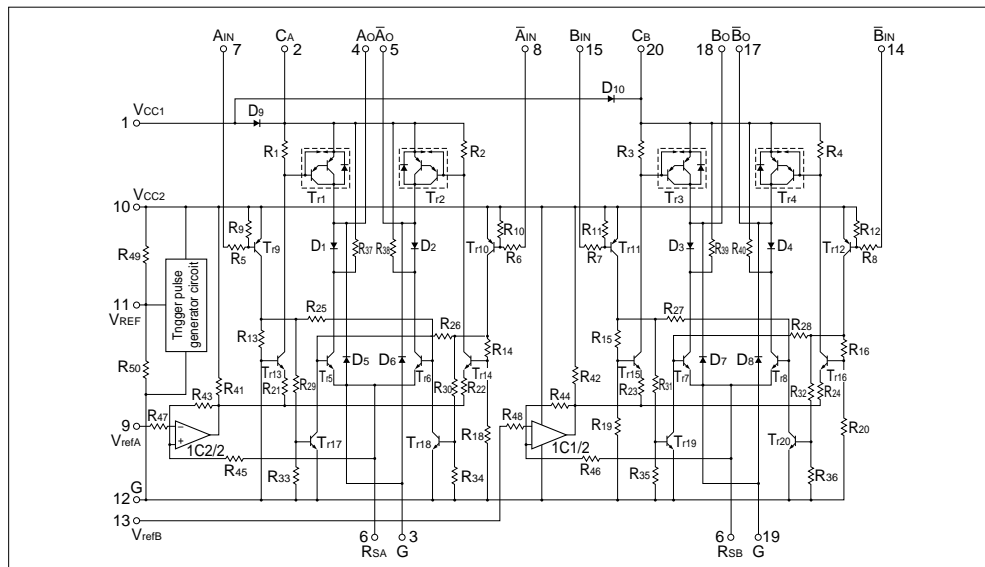 AIN CA AO ĀO ĀIN BIN CB BO B̄O B̄IN
7 2 4 5 8 15 20 18 17 14
D10
VCC1 D9
1
R1 R2 R3 R4
Tr1 Tr2 Tr3 Tr4
VCC2
10
R9 R10 R11 R12
R49 R5 Tr9 D1 R37 R38 D2 Tr10 R6 R7 Tr11 D3 R39 R40 D4 Tr12 R8
Trigger pulse
generator circoit
11
VREF
R25 R27
R13 R26 R14 R15 R28 R16
R50 Tr13 Tr5 D5 D6 Tr6 Tr14 Tr15 Tr7 D7 D8 Tr8 Tr16
R43 R41 R21 R29 R30 R22 R44 R42 R23 R31 R32 R24
9 R47 − R18 R48 R19 R20
VrefA + Tr17 Tr18 Tr19 Tr20
1C2/2 1C1/2
R45 R33 R34 R46 R35 R36
G
12
13
VrefB
6 3 6 19
RSA G RSB G